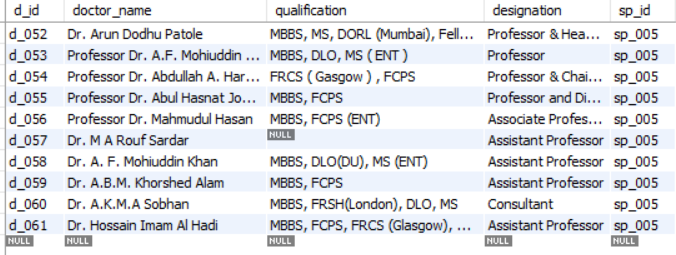 d_id doctor_name qualification designation sp_id
d_052 Dr. Arun Dodhu Patole MBBS, MS, DORL (Mumbai), Fell... Professor & Hea... sp_005
d_053 Professor Dr. A.F. Mohiuddin ... MBBS, DLO, MS ( ENT ) Professor sp_005
d_054 Professor Dr. Abdullah A. Har... FRCS ( Gasgow ) , FCPS Professor & Chai... sp_005
d_055 Professor Dr. Abul Hasnat Jo... MBBS, FCPS Professor and Di... sp_005
d_056 Professor Dr. Mahmudul Hasan MBBS, FCPS (ENT) Associate Profes... sp_005
d_057 Dr. M A Rouf Sardar NULL Assistant Professor sp_005
d_058 Dr. A. F. Mohiuddin Khan MBBS, DLO(DU), MS (ENT) Assistant Professor sp_005
d_059 Dr. A.B.M. Khorshed Alam MBBS, FCPS Assistant Professor sp_005
d_060 Dr. A.K.M.A Sobhan MBBS, FRSH(London), DLO, MS Consultant sp_005
d_061 Dr. Hossain Imam Al Hadi MBBS, FCPS, FRCS (Glasgow), ... Assistant Professor sp_005
NULL NULL NULL NULL NULL